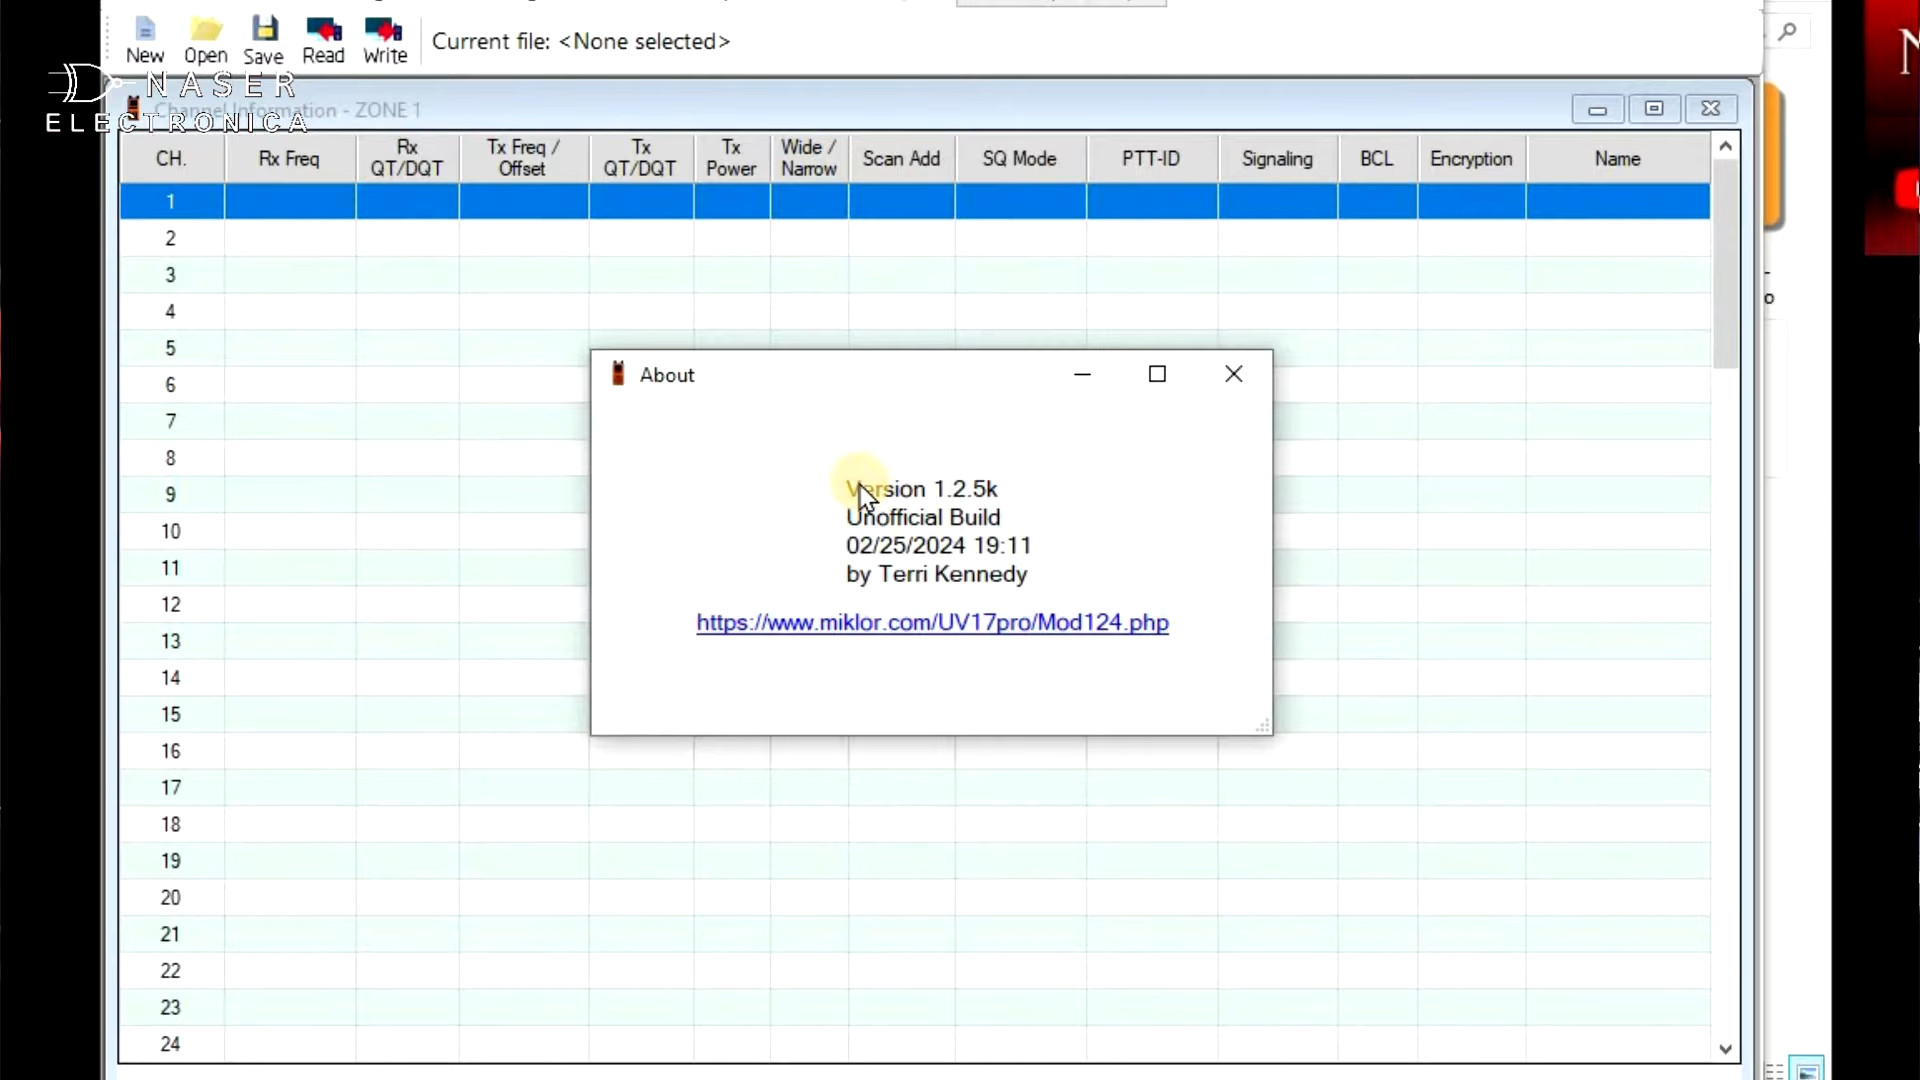 New Open Save Read Write Current file: <None selected>
NASER
ELECTRONICA
Channel Information - ZONE 1
CH. Rx Freq Rx QT/DQT Tx Freq / Offset Tx QT/DQT Tx Power Wide / Narrow Scan Add SQ Mode PTT-ID Signaling BCL Encryption Name
1
2
3
4
5
6
7
8
9
10
11
12
13
14
15
16
17
18
19
20
21
22
23
24
About
Version 1.2.5k
Unofficial Build
02/25/2024 19:11
by Terri Kennedy
https://www.miklor.com/UV17pro/Mod124.php